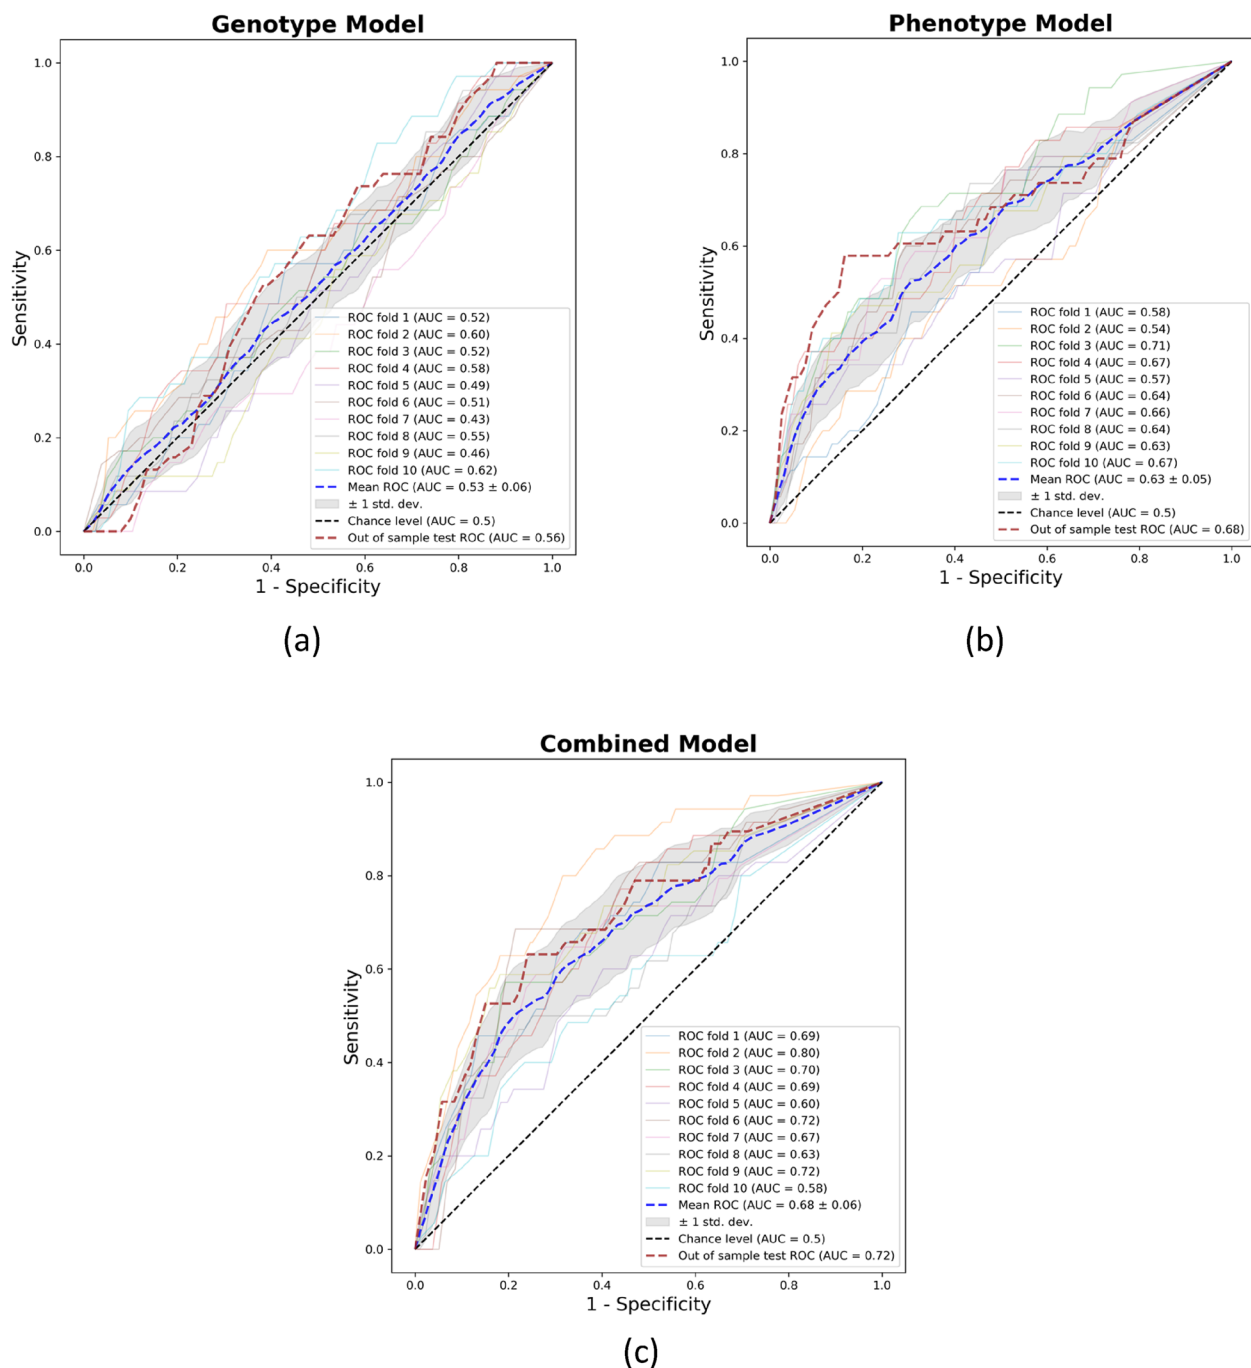 Genotype Model
1.0
0.8
0.6
0.4
0.2
0.0
Sensitivity
ROC fold 1 (AUC = 0.52)
ROC fold 2 (AUC = 0.60)
ROC fold 3 (AUC = 0.52)
ROC fold 4 (AUC = 0.58)
ROC fold 5 (AUC = 0.49)
ROC fold 6 (AUC = 0.51)
ROC fold 7 (AUC = 0.43)
ROC fold 8 (AUC = 0.55)
ROC fold 9 (AUC = 0.46)
ROC fold 10 (AUC = 0.62)
Mean ROC (AUC = 0.53 ± 0.06)
± 1 std. dev.
Chance level (AUC = 0.5)
Out of sample test ROC (AUC = 0.56)
0.0 0.2 0.4 0.6 0.8 1.0
1 - Specificity
(a)
Phenotype Model
1.0
0.8
0.6
0.4
0.2
0.0
Sensitivity
ROC fold 1 (AUC = 0.58)
ROC fold 2 (AUC = 0.54)
ROC fold 3 (AUC = 0.71)
ROC fold 4 (AUC = 0.67)
ROC fold 5 (AUC = 0.57)
ROC fold 6 (AUC = 0.64)
ROC fold 7 (AUC = 0.66)
ROC fold 8 (AUC = 0.64)
ROC fold 9 (AUC = 0.63)
ROC fold 10 (AUC = 0.67)
Mean ROC (AUC = 0.63 ± 0.05)
± 1 std. dev.
Chance level (AUC = 0.5)
Out of sample test ROC (AUC = 0.68)
0.0 0.2 0.4 0.6 0.8 1.0
1 - Specificity
(b)
Combined Model
1.0
0.8
0.6
0.4
0.2
0.0
Sensitivity
ROC fold 1 (AUC = 0.69)
ROC fold 2 (AUC = 0.80)
ROC fold 3 (AUC = 0.70)
ROC fold 4 (AUC = 0.69)
ROC fold 5 (AUC = 0.60)
ROC fold 6 (AUC = 0.72)
ROC fold 7 (AUC = 0.67)
ROC fold 8 (AUC = 0.63)
ROC fold 9 (AUC = 0.72)
ROC fold 10 (AUC = 0.58)
Mean ROC (AUC = 0.68 ± 0.06)
± 1 std. dev.
Chance level (AUC = 0.5)
Out of sample test ROC (AUC = 0.72)
0.0 0.2 0.4 0.6 0.8 1.0
1 - Specificity
(c)